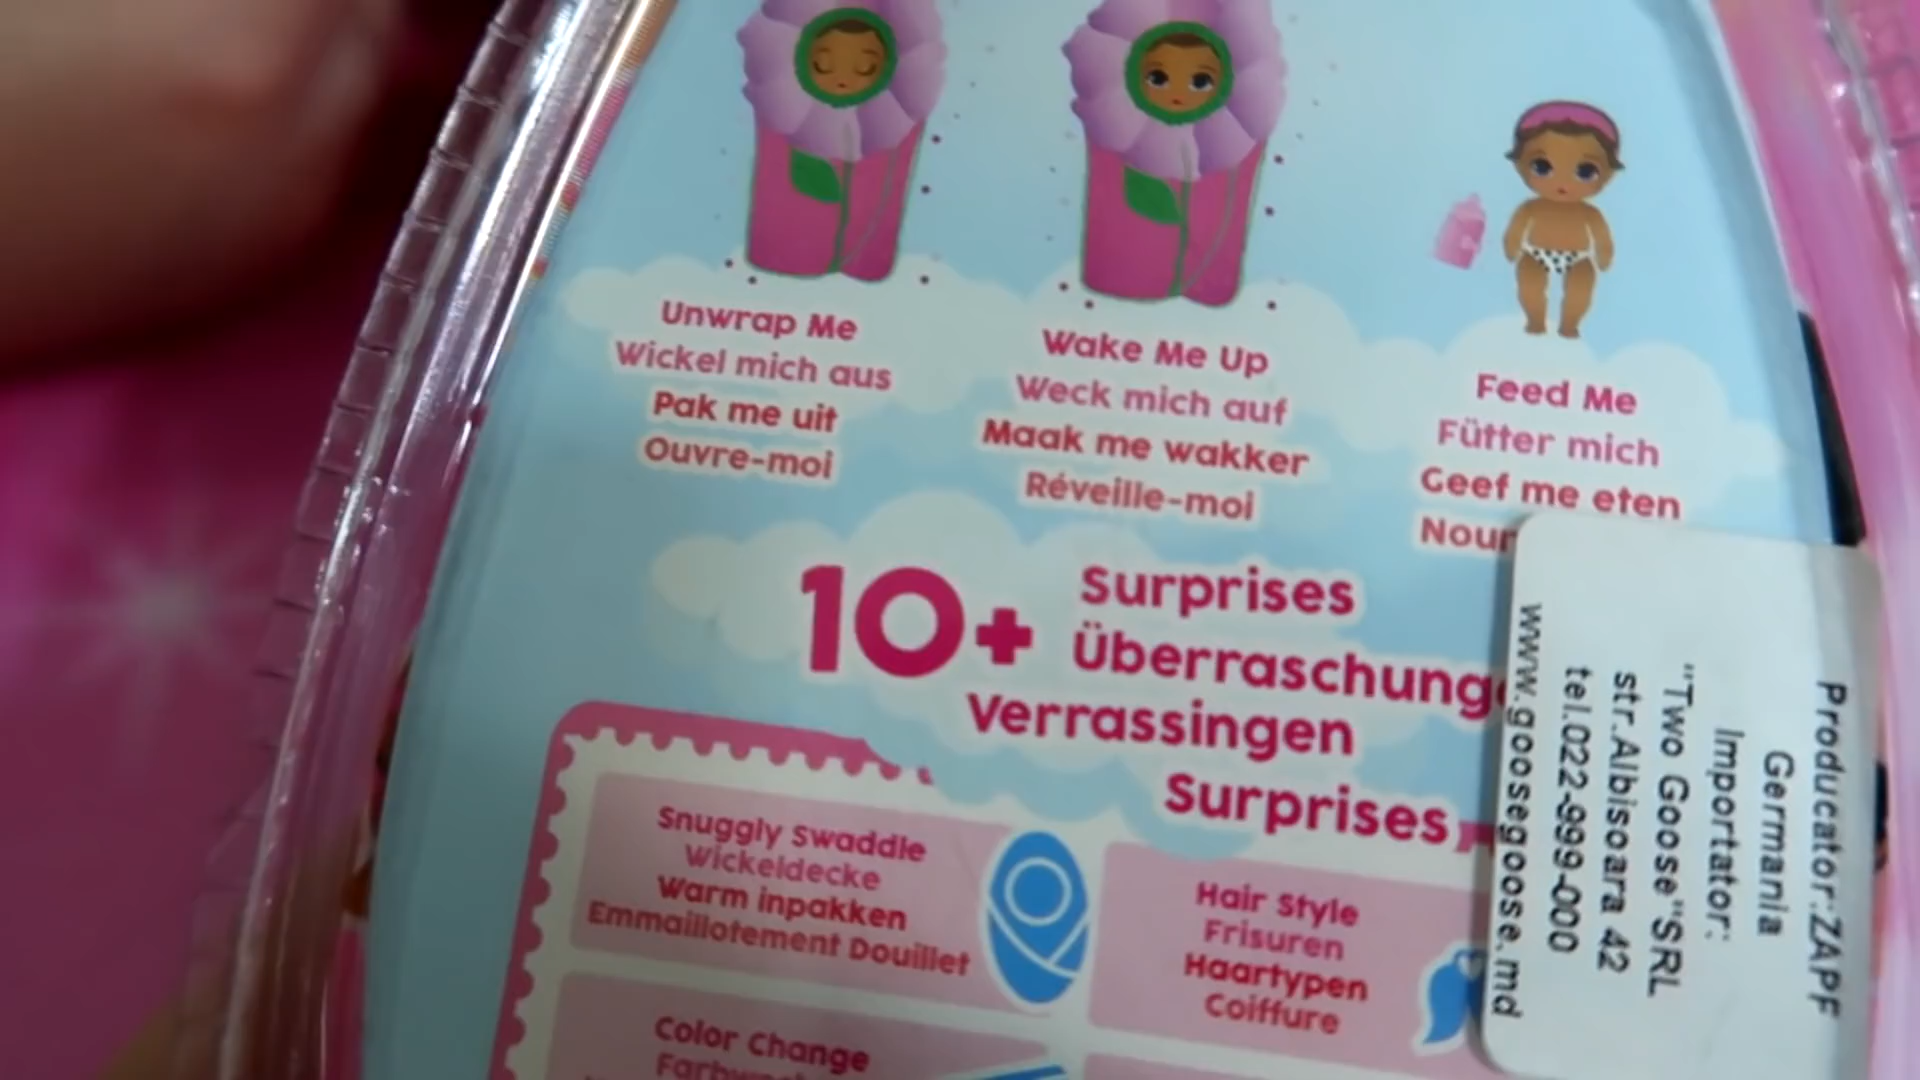 Unwrap Me
Wickel mich aus
Pak me uit
Ouvre-moi
Wake Me Up
Weck mich auf
Maak me wakker
Réveille-moi
Feed Me
Fütter mich
Geef me eten
10+
Surprises
Verrassingen
Surprises
Snuggly Swaddle
Wickeldecke
Warm inpakken
Emmaillotement Douillet
Hair Style
Frisuren
Haartypen
Coiffure
Color Change
Producator:ZAPF
Germania
Importator:
"Two Goose"SRL
str.Albisoara 42
tel.022-999-000
www.goosegoose.md